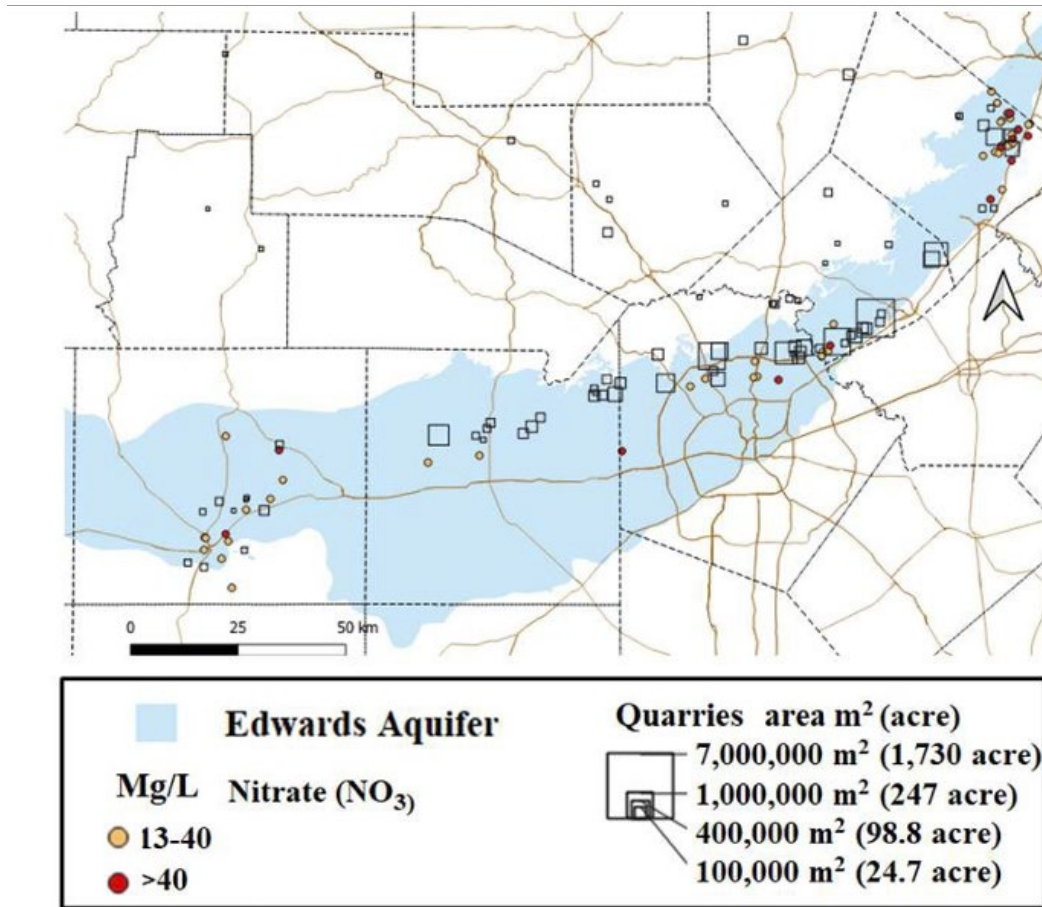 0 25 50 km
Edwards Aquifer
Mg/L Nitrate (NO3)
13-40
>40
Quarries area m² (acre)
7,000,000 m² (1,730 acre)
1,000,000 m² (247 acre)
400,000 m² (98.8 acre)
100,000 m² (24.7 acre)